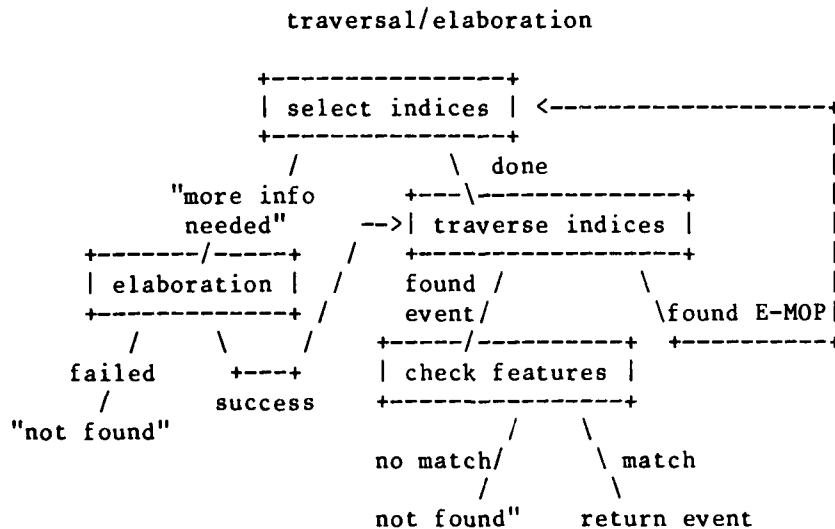 traversal/elaboration
select indices
done
"more info
needed"
traverse indices
elaboration
found
event
found E-MOP
failed
success
check features
"not found"
no match
match
not found"
return event